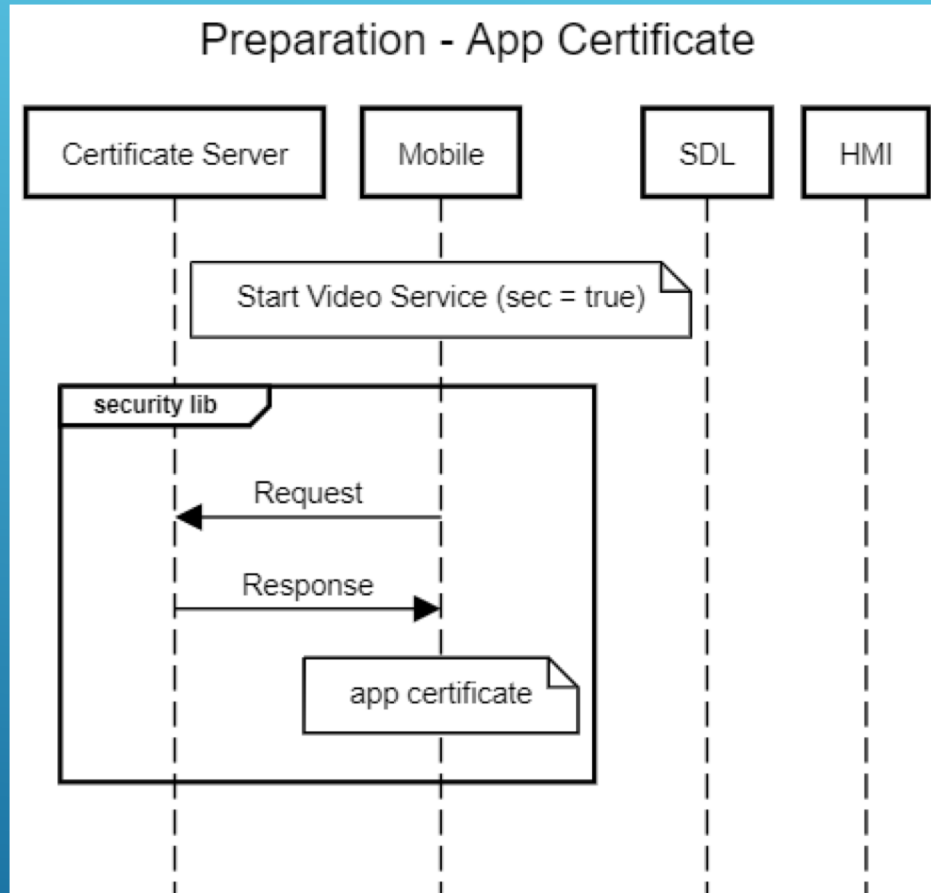 Preparation - App Certificate
Certificate Server
Mobile
SDL
HMI
Start Video Service (sec = true)
security lib
Request
Response
app certificate